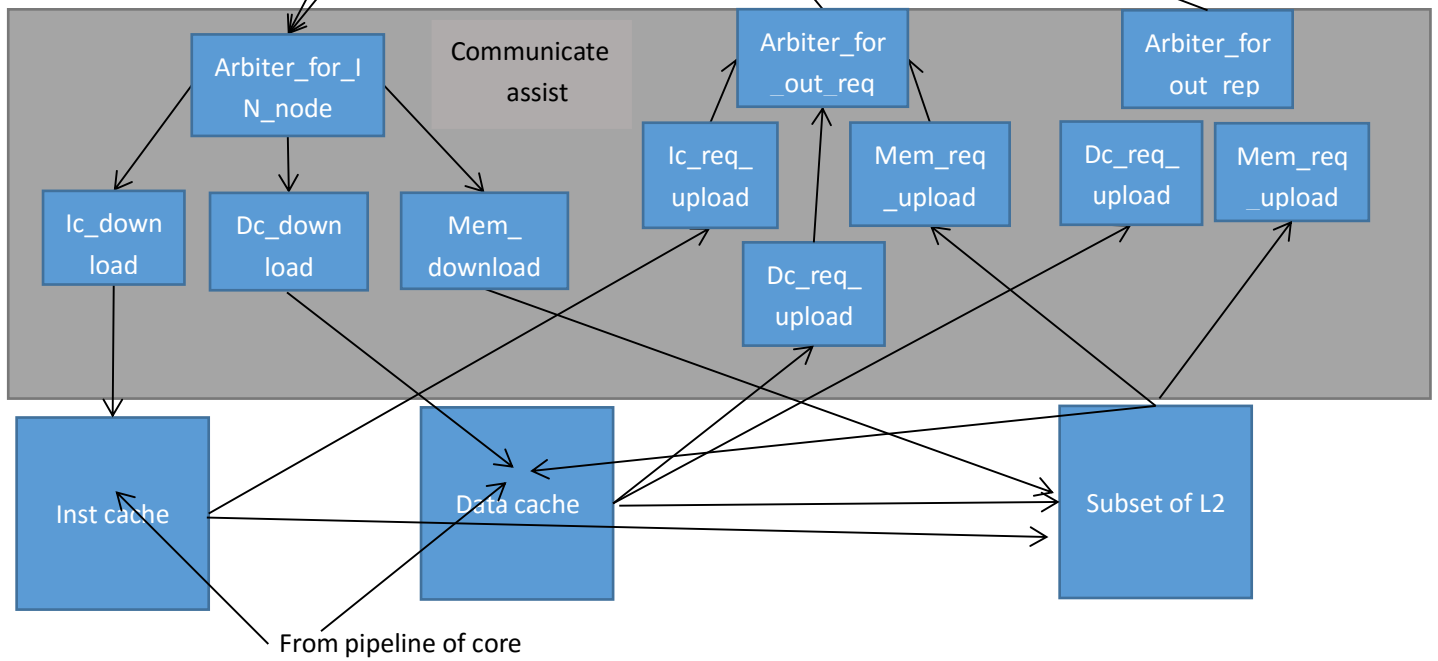 Arbiter_for_I
N_node
Communicate
assist
Arbiter_for
_out_req
Arbiter_for
out_rep
Ic_down
load
Dc_down
load
Mem_
download
Ic_req_
upload
Dc_req_
upload
Mem_req
_upload
Dc_req_
upload
Mem_req
_upload
Inst cache
Data cache
Subset of L2
From pipeline of core